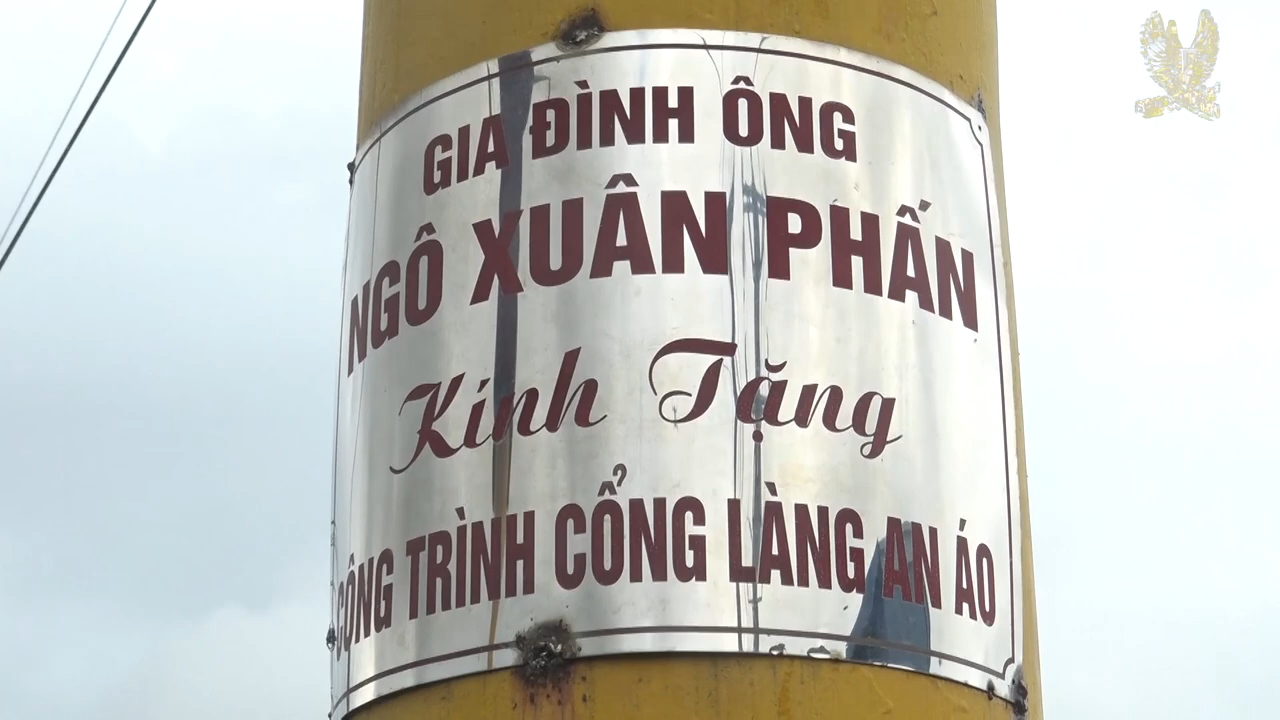 GIA ĐÌNH ÔNG
NGÔ XUÂN PHẤN
Kính Tặng
CÔNG TRÌNH CỔNG LÀNG AN ÁO